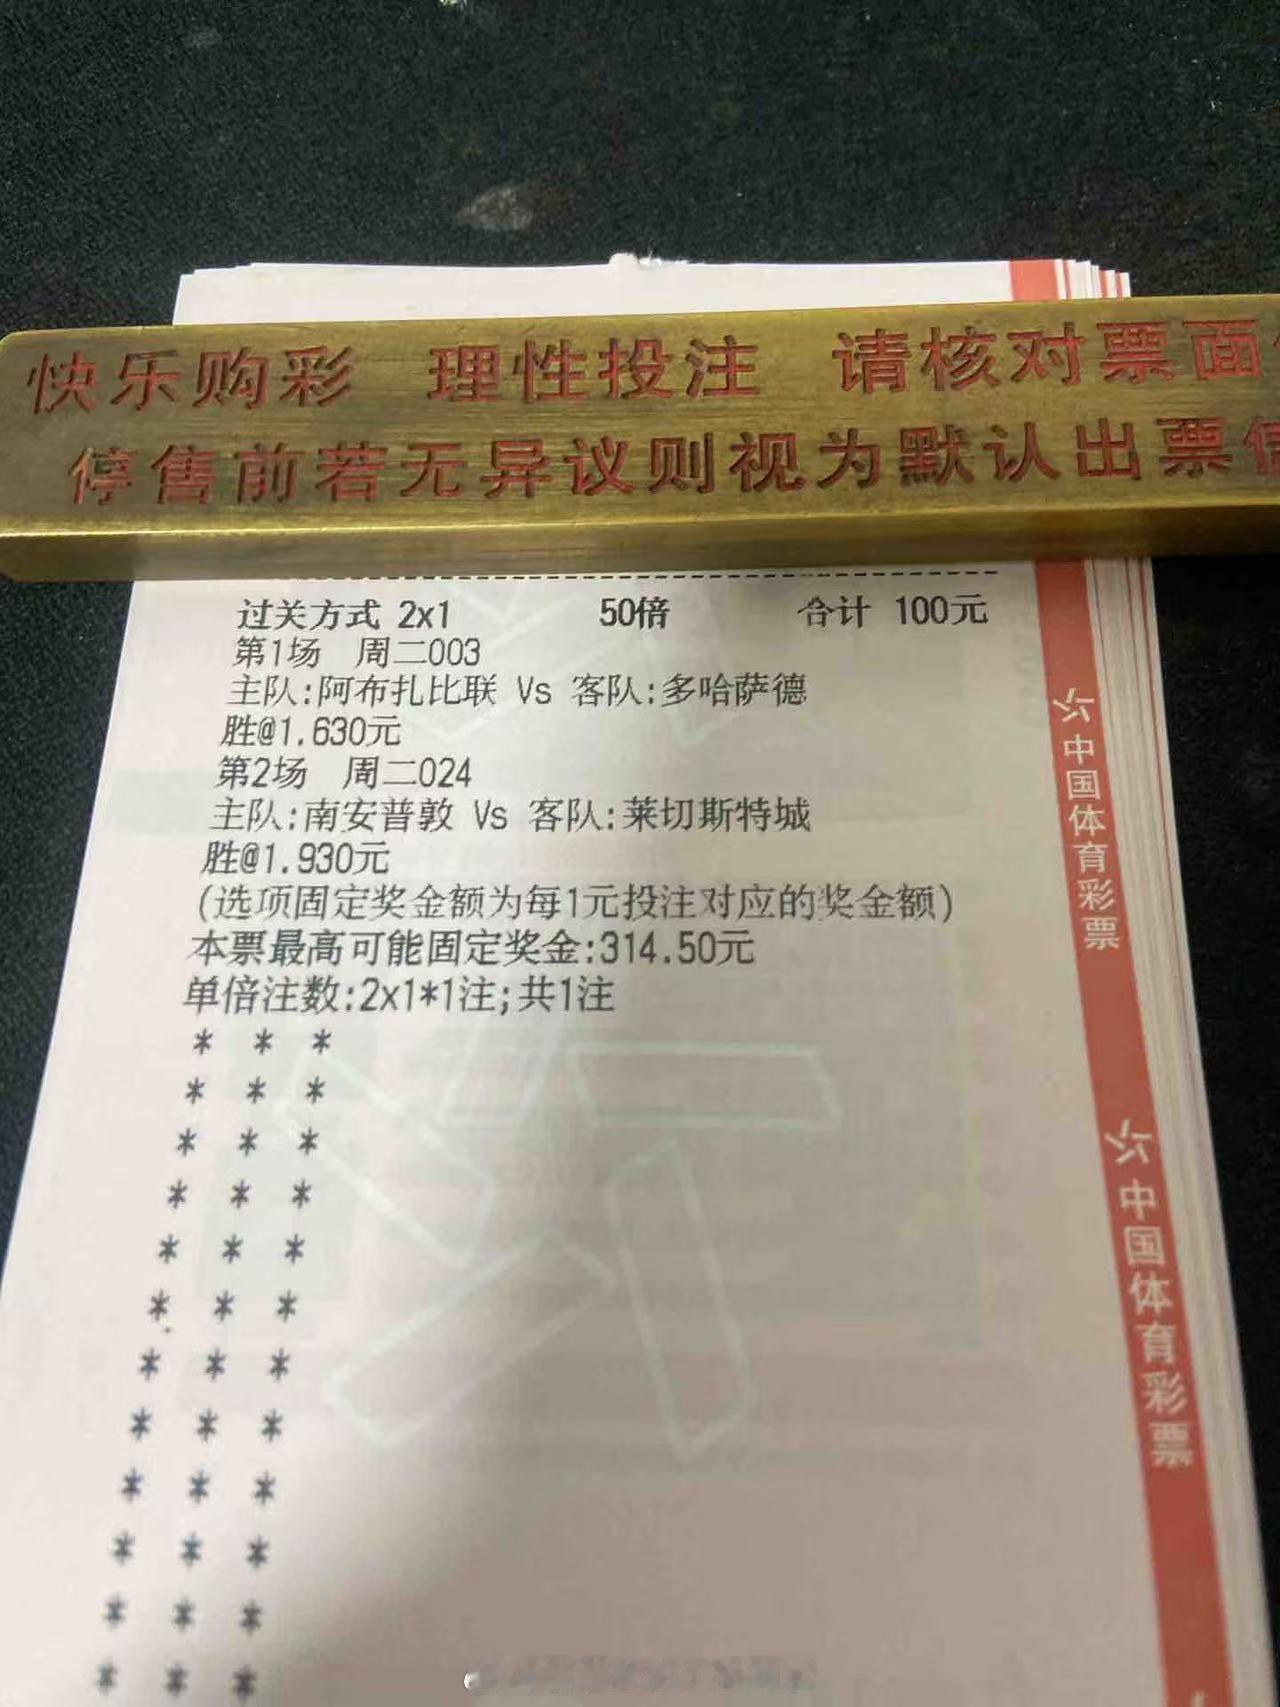 快乐购彩 理性投注 请核对票面
停售前若无异议则视为默认出票
过关方式 2x1 50倍 合计 100元
第1场 周二003
主队:阿布扎比联 Vs 客队:多哈萨德
胜@1.630元
第2场 周二024
主队:南安普敦 Vs 客队:莱切斯特城
胜@1.930元
(选项固定奖金额为每1元投注对应的奖金额)
本票最高可能固定奖金:314.50元
单倍注数:2x1*1注;共1注
* * *
* * *
* * *
* * *
* * *
* * *
* * *
* * *
* * *
* * *
* * *
* * *
中国体育彩票
中国体育彩票